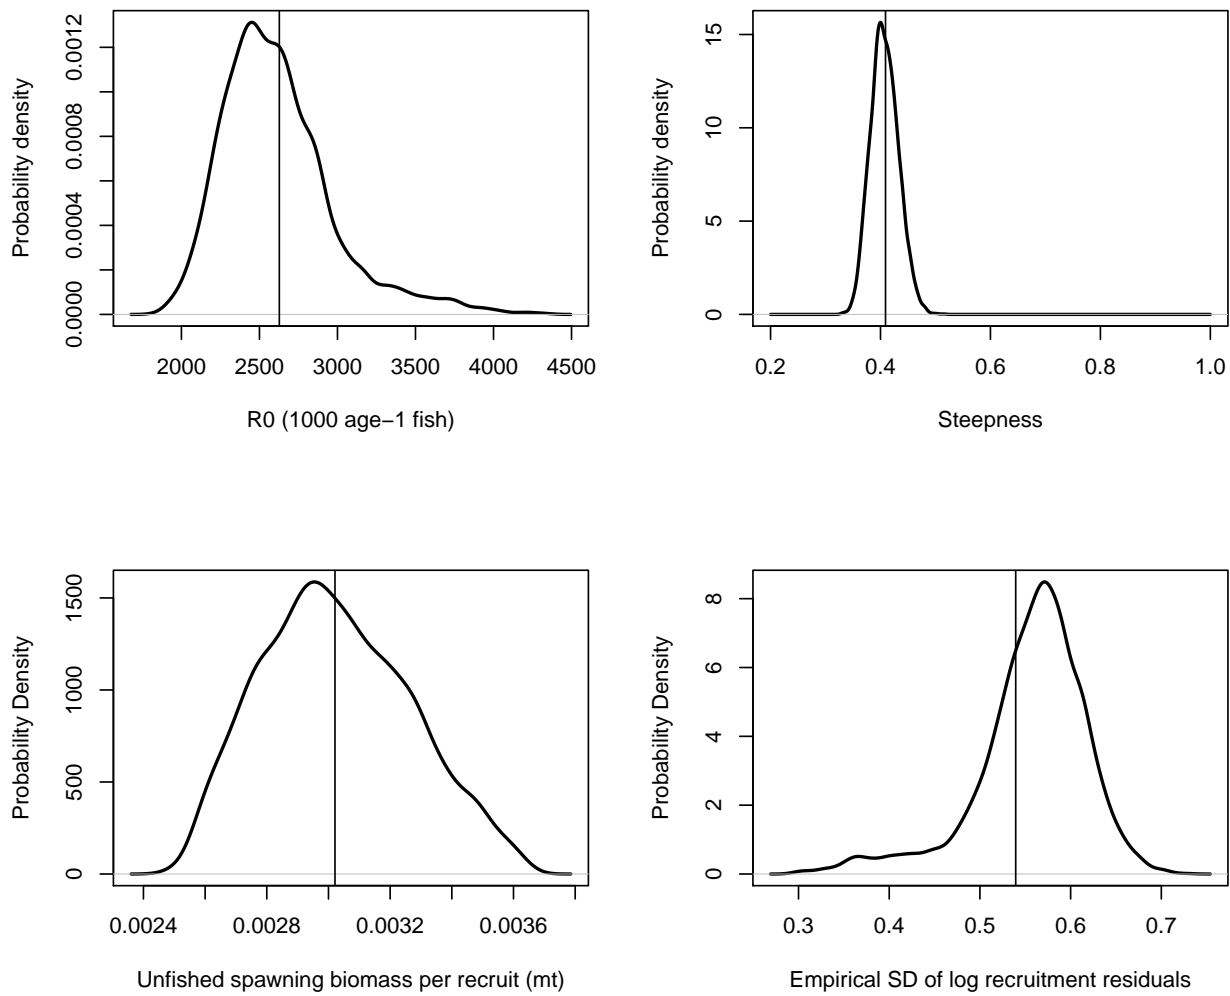 Probability density
0.0000 0.0004 0.0008 0.0012
2000 2500 3000 3500 4000 4500
R0 (1000 age−1 fish)
Probability density
0 5 10 15
0.2 0.4 0.6 0.8 1.0
Steepness
Probability Density
0 500 1000 1500
0.0024 0.0028 0.0032 0.0036
Unfished spawning biomass per recruit (mt)
Probability Density
0 2 4 6 8
0.3 0.4 0.5 0.6 0.7
Empirical SD of log recruitment residuals